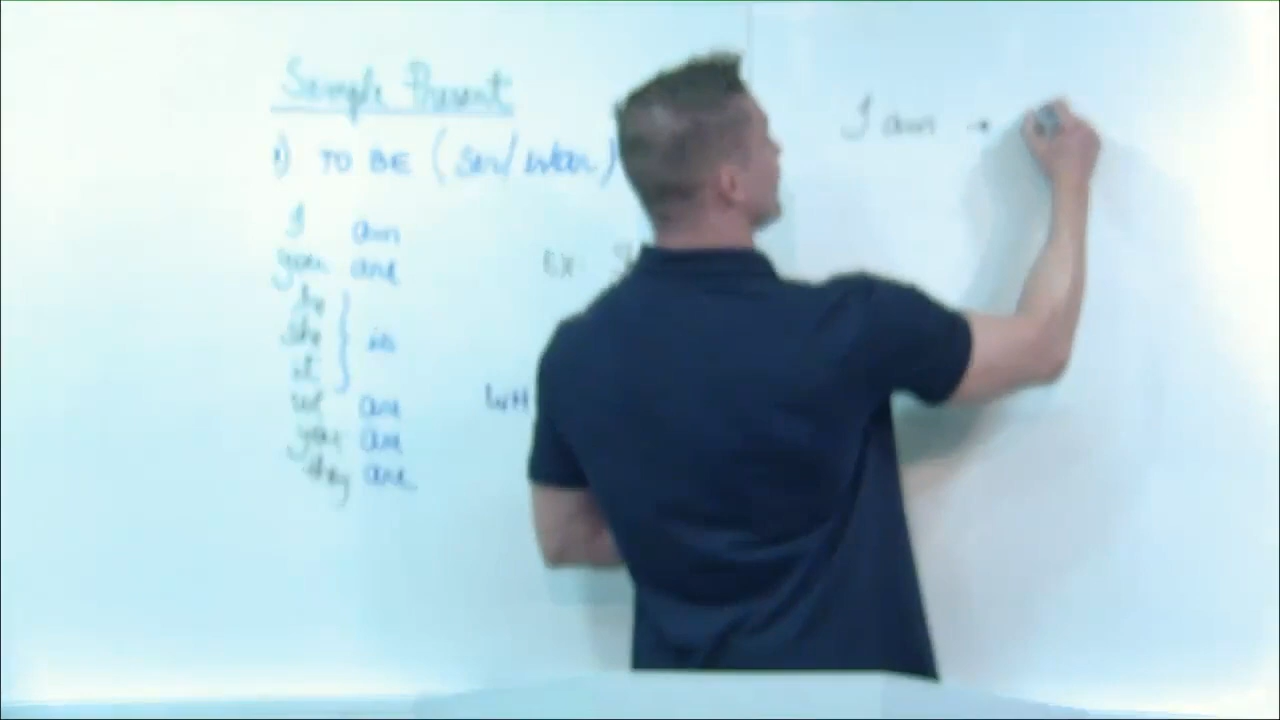 Simple Present
1) TO BE (ser/estar)
I am
you are
he
she is
it
we are
you are
they are
Ex:
I am →